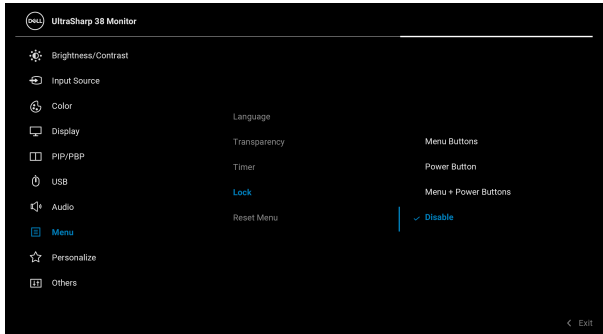 DELL UltraSharp 38 Monitor
Brightness/Contrast
Input Source
Color
Display
PIP/PBP
USB
Audio
Menu
Personalize
Others
Language
Transparency
Timer
Lock
Reset Menu
Menu Buttons
Power Button
Menu + Power Buttons
Disable
Exit